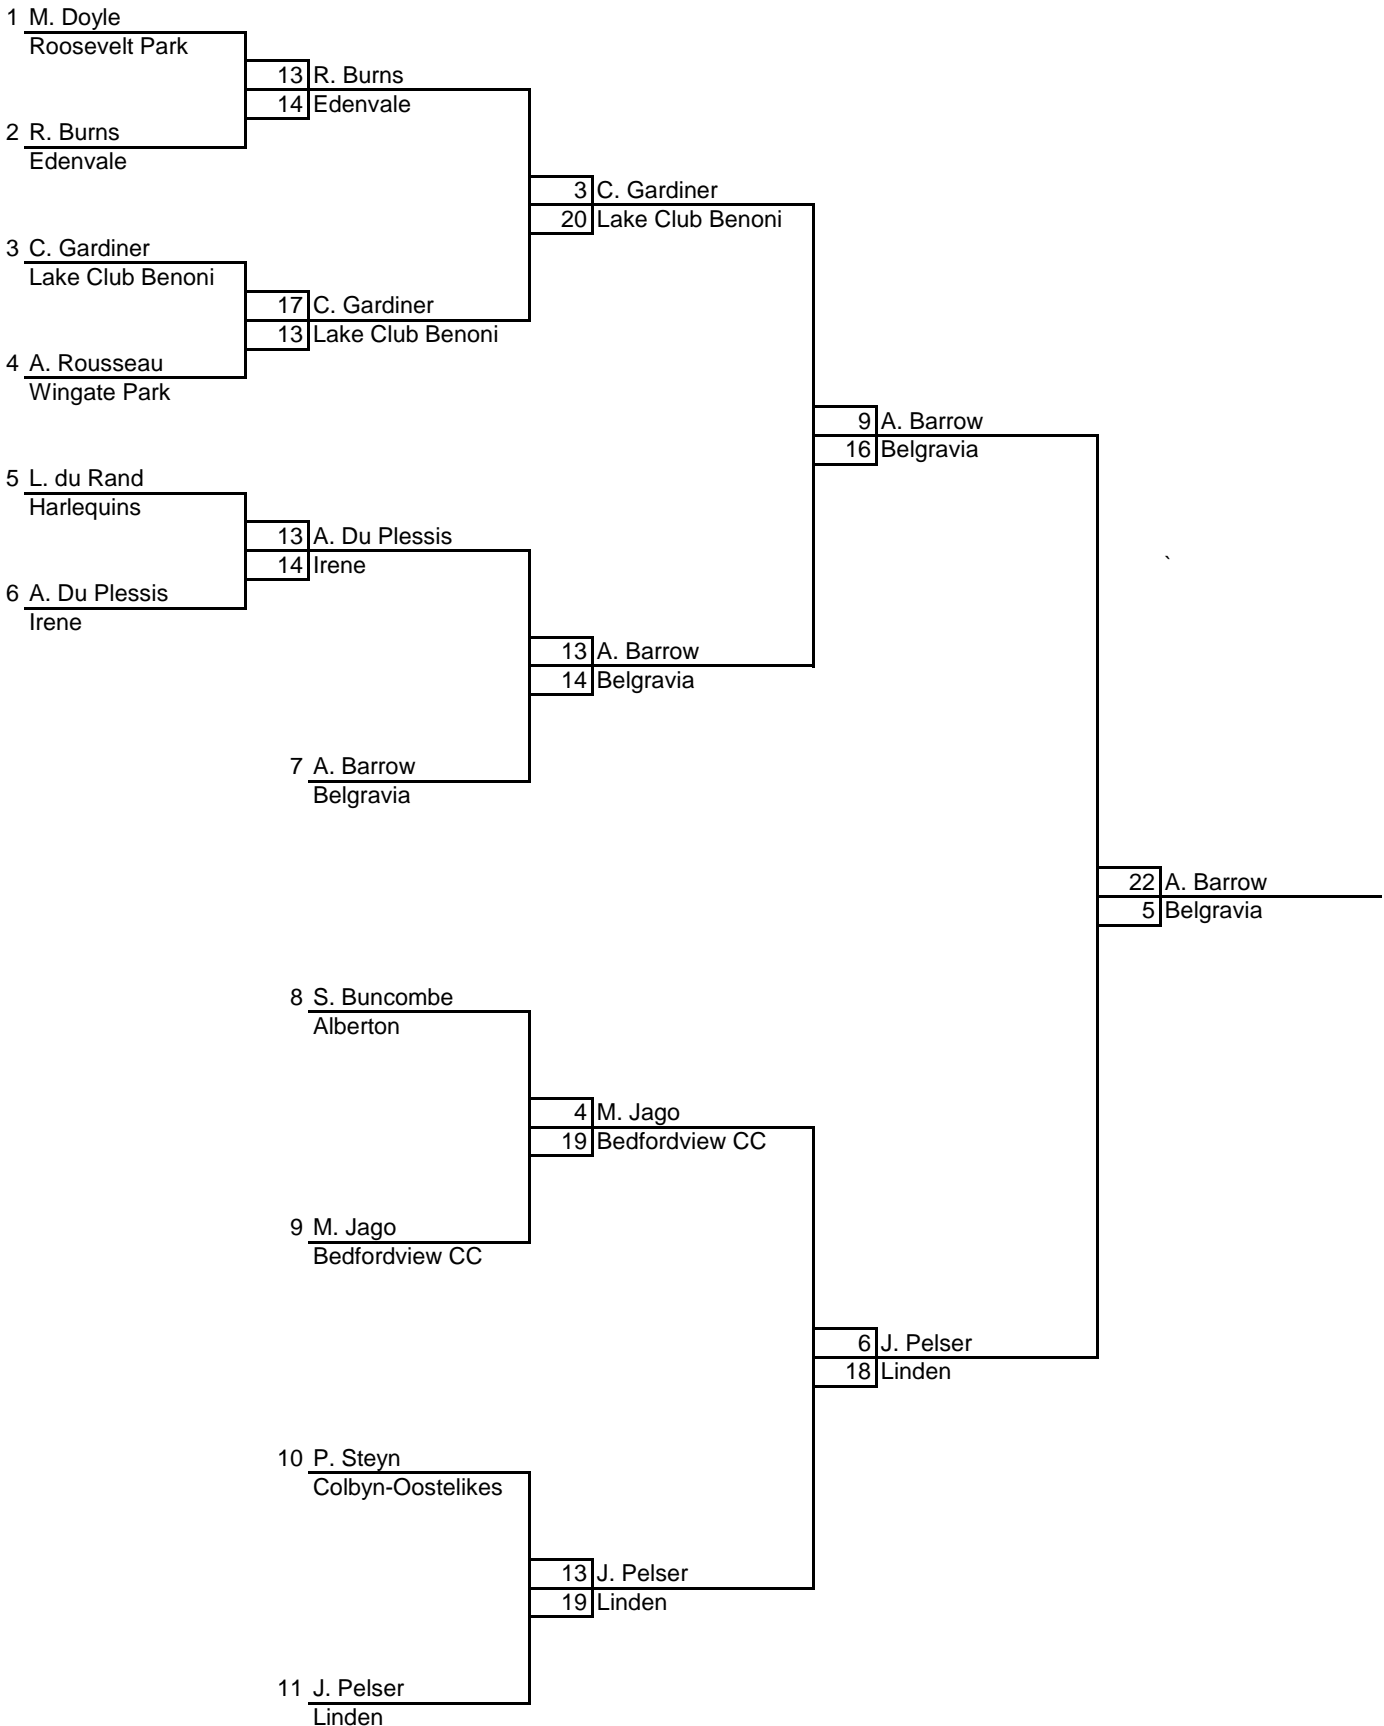 1 M. Doyle
Roosevelt Park
13 R. Burns
14 Edenvale
2 R. Burns
Edenvale
3 C. Gardiner
20 Lake Club Benoni
3 C. Gardiner
Lake Club Benoni
17 C. Gardiner
13 Lake Club Benoni
4 A. Rousseau
Wingate Park
9 A. Barrow
16 Belgravia
5 L. du Rand
Harlequins
13 A. Du Plessis
14 Irene
`
6 A. Du Plessis
Irene
13 A. Barrow
14 Belgravia
7 A. Barrow
Belgravia
22 A. Barrow
5 Belgravia
8 S. Buncombe
Alberton
4 M. Jago
19 Bedfordview CC
9 M. Jago
Bedfordview CC
6 J. Pelser
18 Linden
10 P. Steyn
Colbyn-Oostelikes
13 J. Pelser
19 Linden
11 J. Pelser
Linden